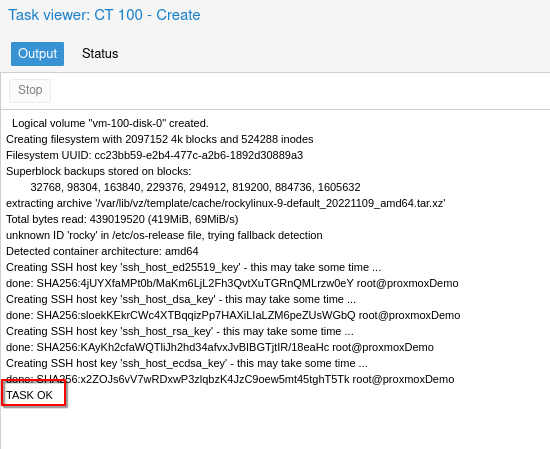 Task viewer: CT 100 - Create
Output Status
Stop
Logical volume "vm-100-disk-0" created.
Creating filesystem with 2097152 4k blocks and 524288 inodes
Filesystem UUID: cc23bb59-e2b4-477c-a2b6-1892d30889a3
Superblock backups stored on blocks:
32768, 98304, 163840, 229376, 294912, 819200, 884736, 1605632
extracting archive '/var/lib/vz/template/cache/rockylinux-9-default_20221109_amd64.tar.xz'
Total bytes read: 439019520 (419MiB, 69MiB/s)
unknown ID 'rocky' in /etc/os-release file, trying fallback detection
Detected container architecture: amd64
Creating SSH host key 'ssh_host_ed25519_key' - this may take some time ...
done: SHA256:4jUYXfaMPt0b/MaKm6LjL2Fh3QvtXuTGRnQMLrzw0eY root@proxmoxDemo
Creating SSH host key 'ssh_host_dsa_key' - this may take some time ...
done: SHA256:sloekKEkrCWc4XTBqqizPp7HAXiLIaLZM6peZUsWGbQ root@proxmoxDemo
Creating SSH host key 'ssh_host_rsa_key' - this may take some time ...
done: SHA256:KAyKh2cfaWQTliJh2hd34afvxJvBIBGTjtIR/18eaHc root@proxmoxDemo
Creating SSH host key 'ssh_host_ecdsa_key' - this may take some time ...
done: SHA256:x2ZOJs6vV7wRDxwP3zlqbzK4JzC9oew5mt45tghT5Tk root@proxmoxDemo
TASK OK